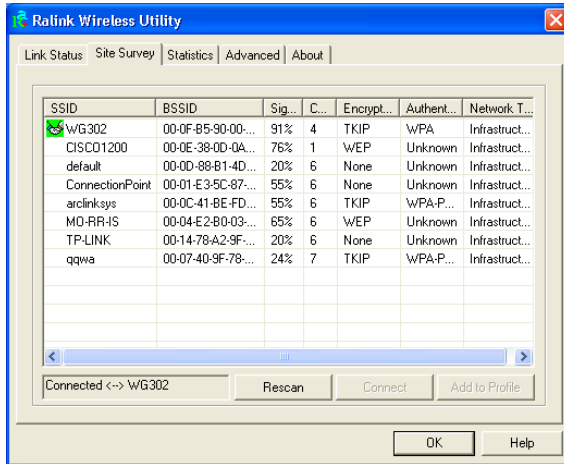 Ralink Wireless Utility
Link Status Site Survey Statistics Advanced About
SSID BSSID Sig... C... Encrypt... Authent... Network T...
WG302 00-0F-B5-90-00-... 91% 4 TKIP WPA Infrastruct...
CISCO1200 00-0E-38-0D-0A... 76% 1 WEP Unknown Infrastruct...
default 00-0D-88-B1-4D... 20% 6 None Unknown Infrastruct...
ConnectionPoint 00-01-E3-5C-87-... 55% 6 None Unknown Infrastruct...
arclinksys 00-0C-41-BE-FD... 55% 6 TKIP WPA-P... Infrastruct...
MO-RR-IS 00-04-E2-B0-03-... 65% 6 WEP Unknown Infrastruct...
TP-LINK 00-14-78-A2-9F-... 20% 6 None Unknown Infrastruct...
qqwa 00-07-40-9F-78-... 24% 7 TKIP WPA-P... Infrastruct...
Connected <--> WG302 Rescan Connect Add to Profile
OK Help